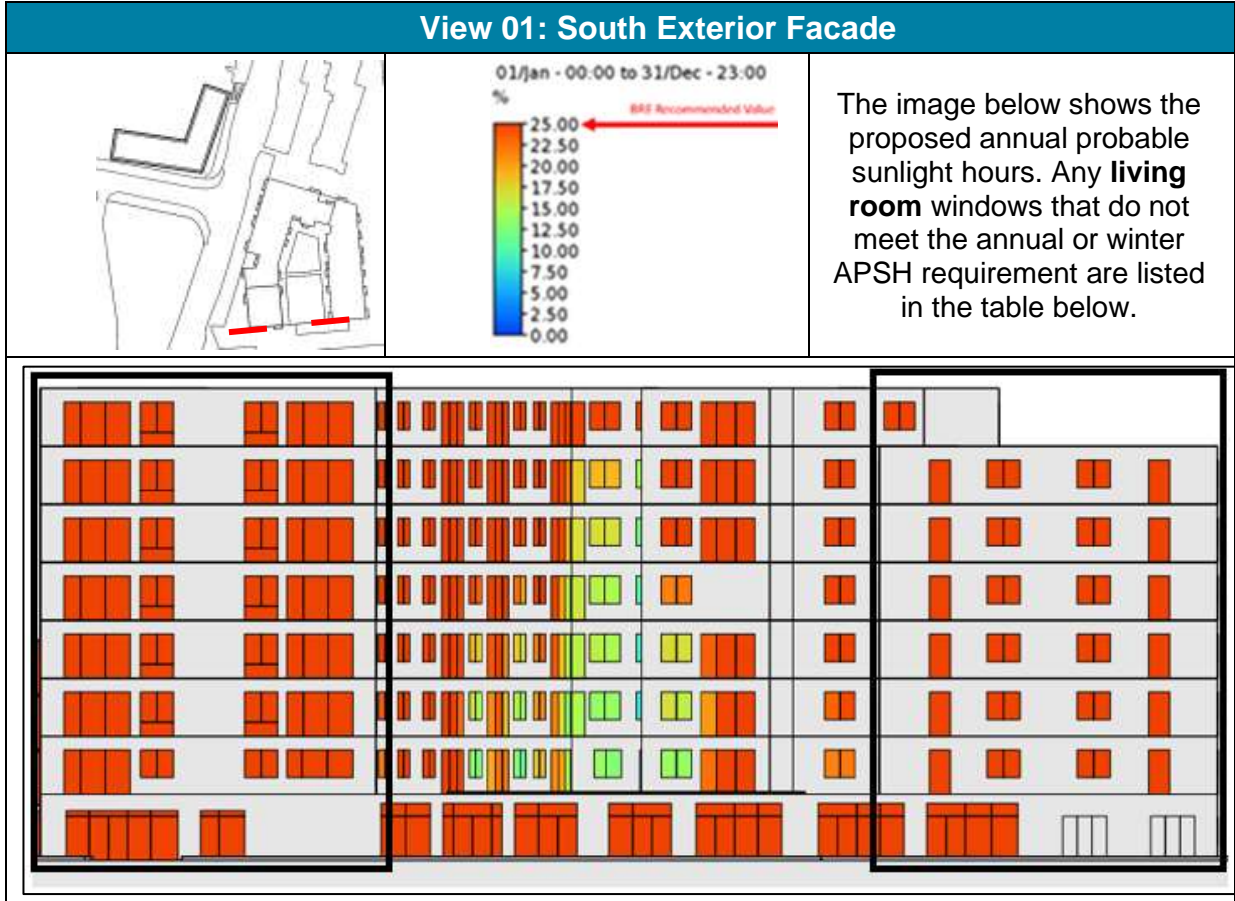 View 01: South Exterior Facade
01/Jan - 00:00 to 31/Dec - 23:00
%
BRE Recommended Value
25.00
22.50
20.00
17.50
15.00
12.50
10.00
7.50
5.00
2.50
0.00
The image below shows the
proposed annual probable
sunlight hours. Any living
room windows that do not
meet the annual or winter
APSH requirement are listed
in the table below.